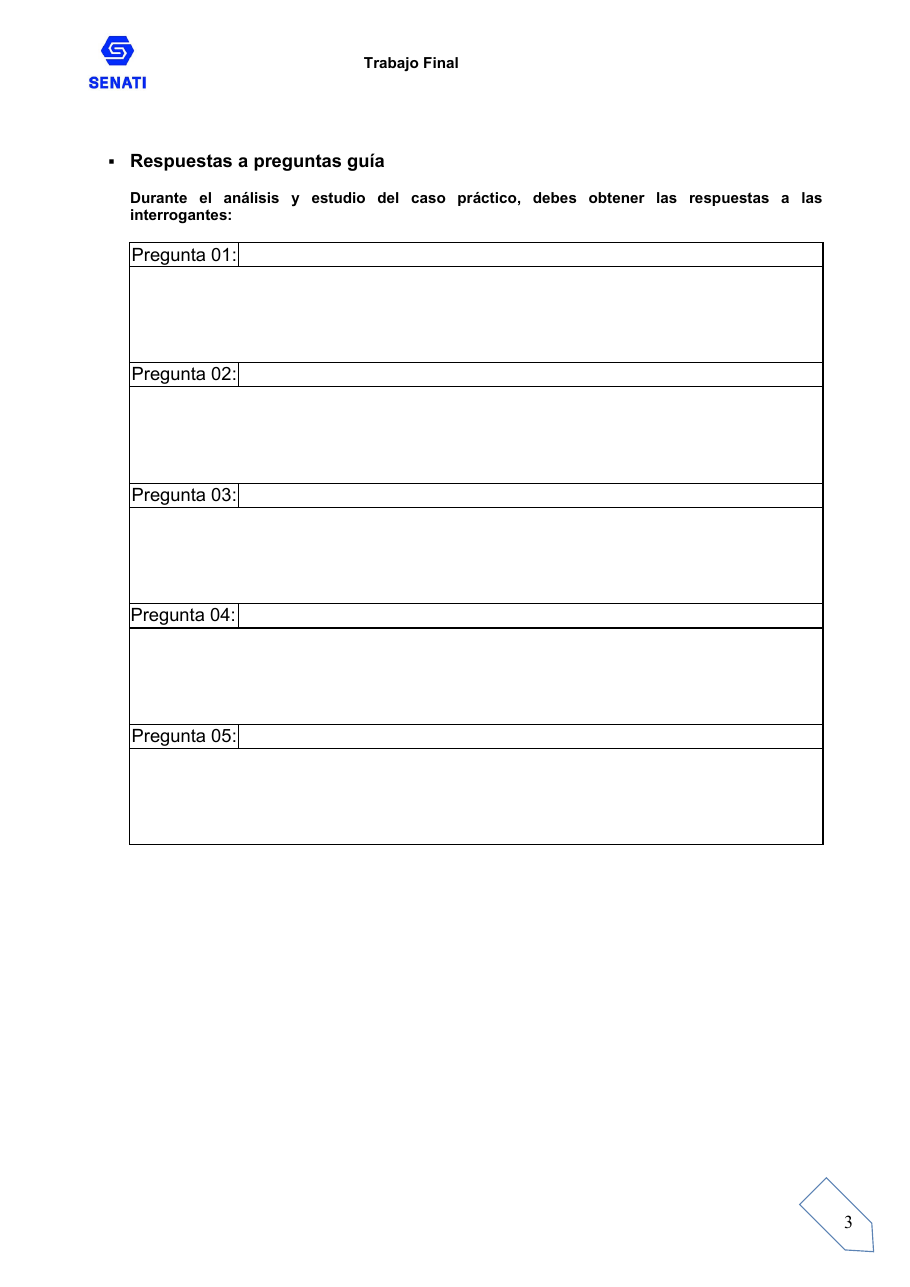 SENATI
Trabajo Final
▪ Respuestas a preguntas guía
Durante el análisis y estudio del caso práctico, debes obtener las respuestas a las
interrogantes:
Pregunta 01:
Pregunta 02:
Pregunta 03:
Pregunta 04:
Pregunta 05:
3